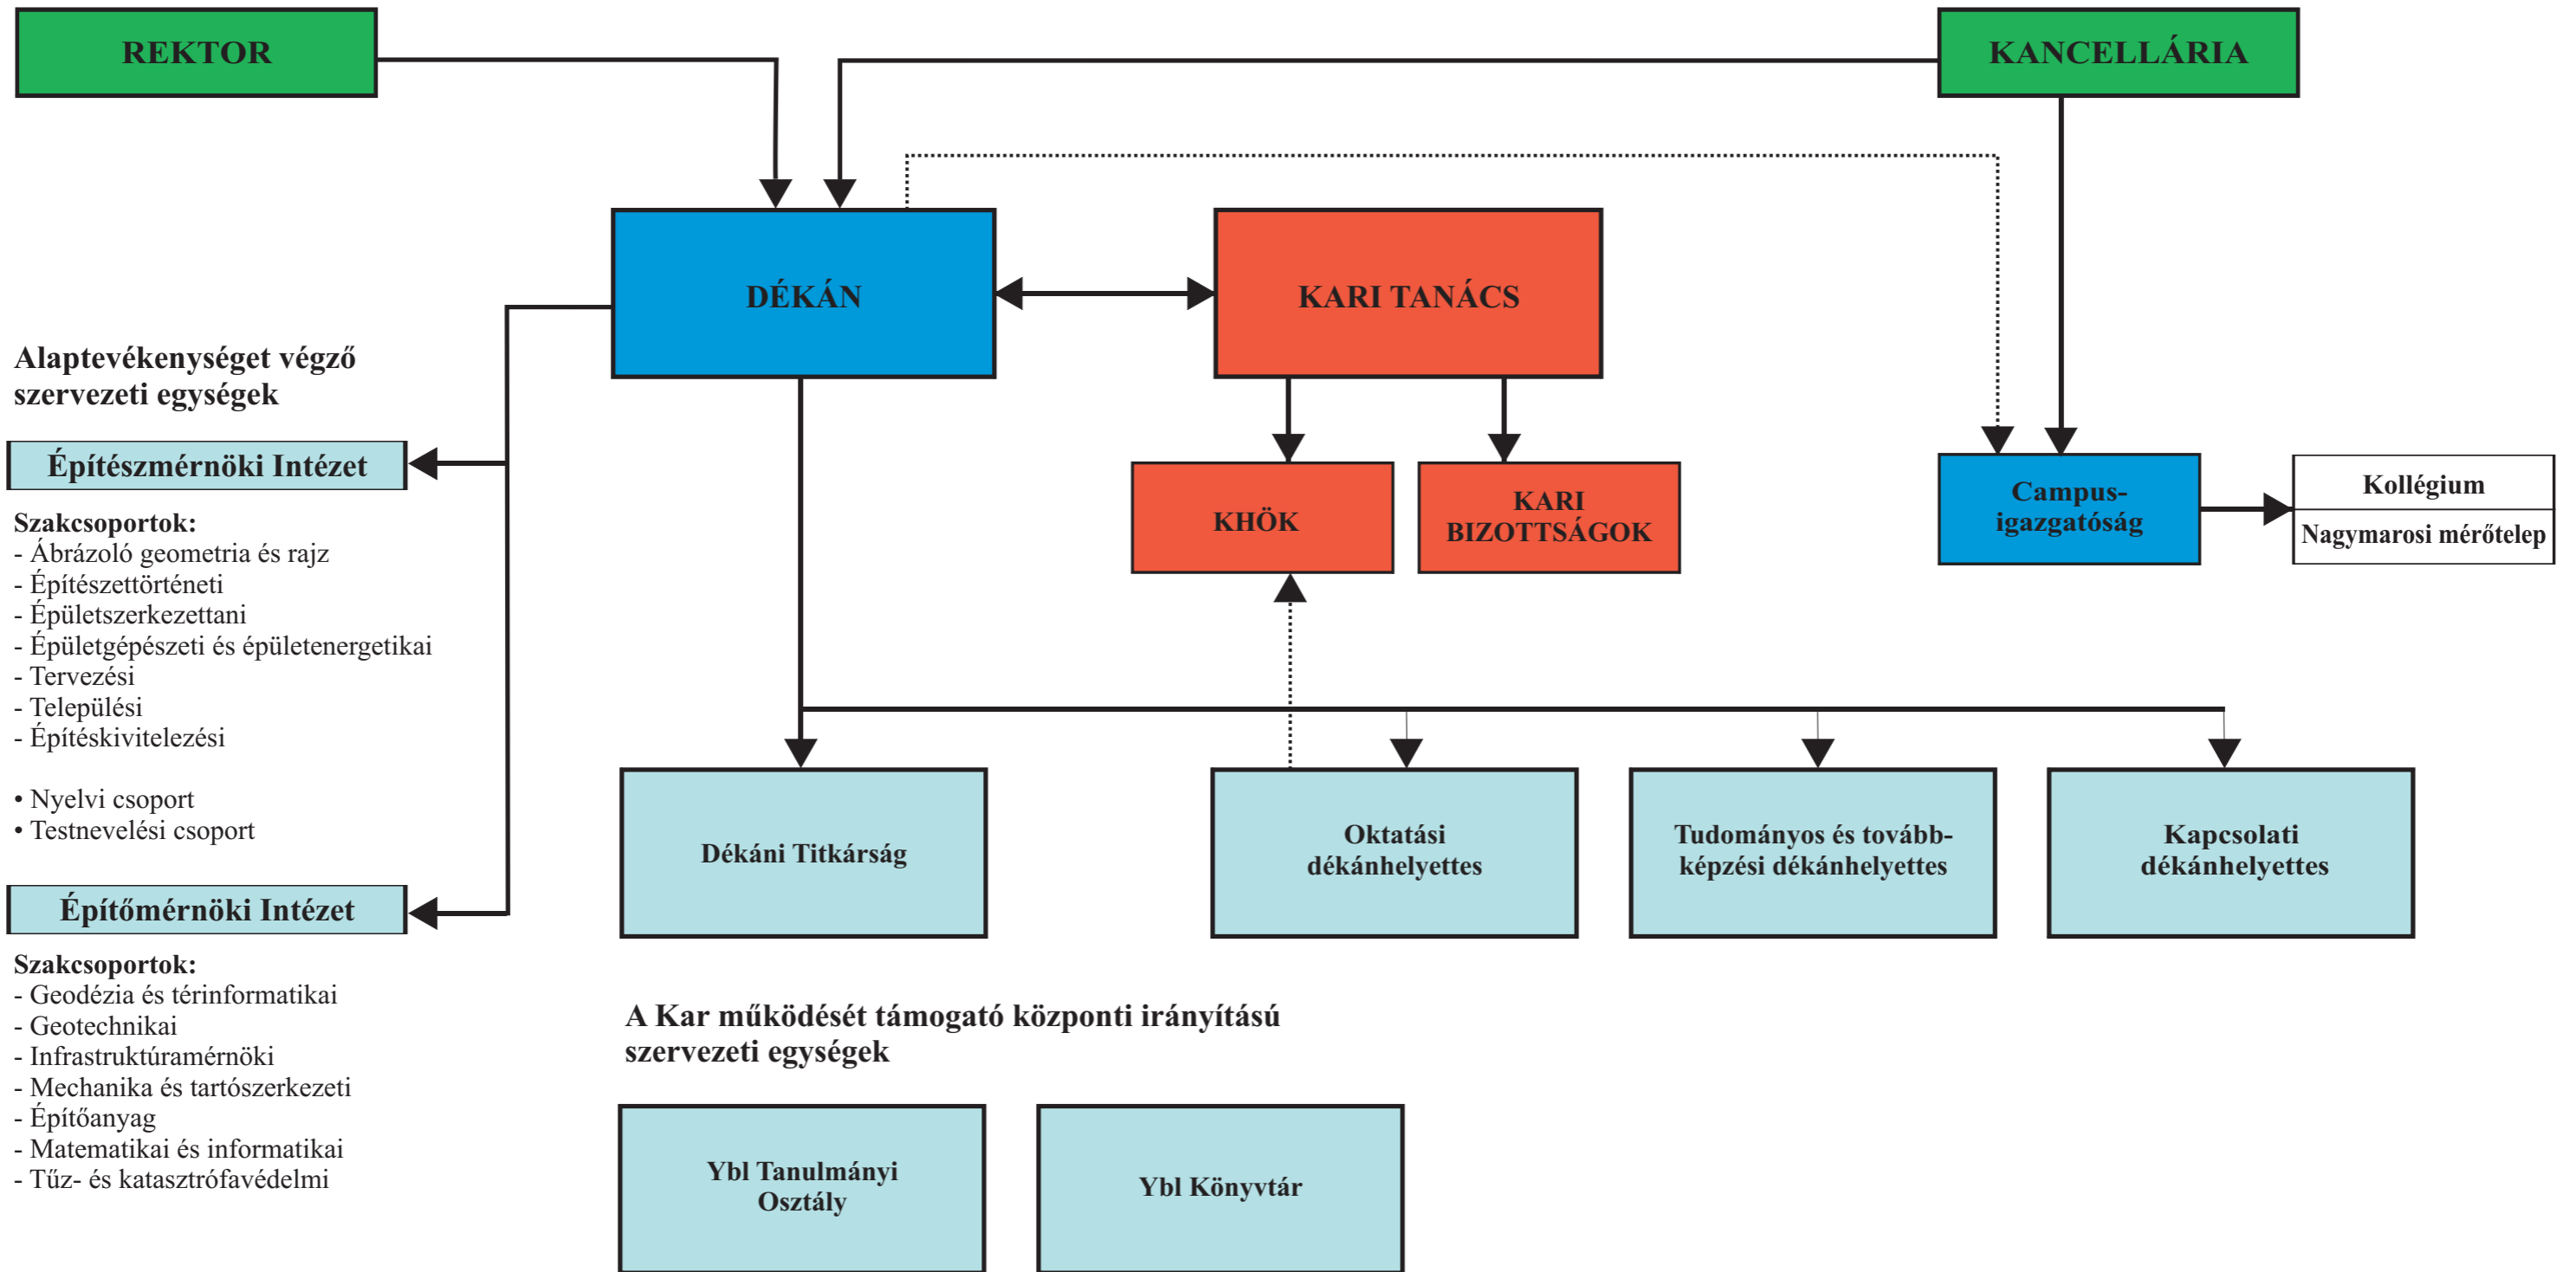 REKTOR
KANCELLÁRIA
DÉKÁN
KARI TANÁCS
Alaptevékenységet végző
szervezeti egységek
Építészmérnöki Intézet
Szakcsoportok:
- Ábrázoló geometria és rajz
- Építészettörténeti
- Épületszerkezettani
- Épületgépészeti és épületenergetikai
- Tervezési
- Települési
- Építéskivitelezési
• Nyelvi csoport
• Testnevelési csoport
Építőmérnöki Intézet
Szakcsoportok:
- Geodézia és térinformatikai
- Geotechnikai
- Infrastruktúramérnöki
- Mechanika és tartószerkezeti
- Építőanyag
- Matematikai és informatikai
- Tűz- és katasztrófavédelmi
KHÖK
KARI
BIZOTTSÁGOK
Campus-
igazgatóság
Kollégium
Nagymarosi mérőtelep
Dékáni Titkárság
Oktatási
dékánhelyettes
Tudományos és tovább-
képzési dékánhelyettes
Kapcsolati
dékánhelyettes
A Kar működését támogató központi irányítású
szervezeti egységek
Ybl Tanulmányi
Osztály
Ybl Könyvtár